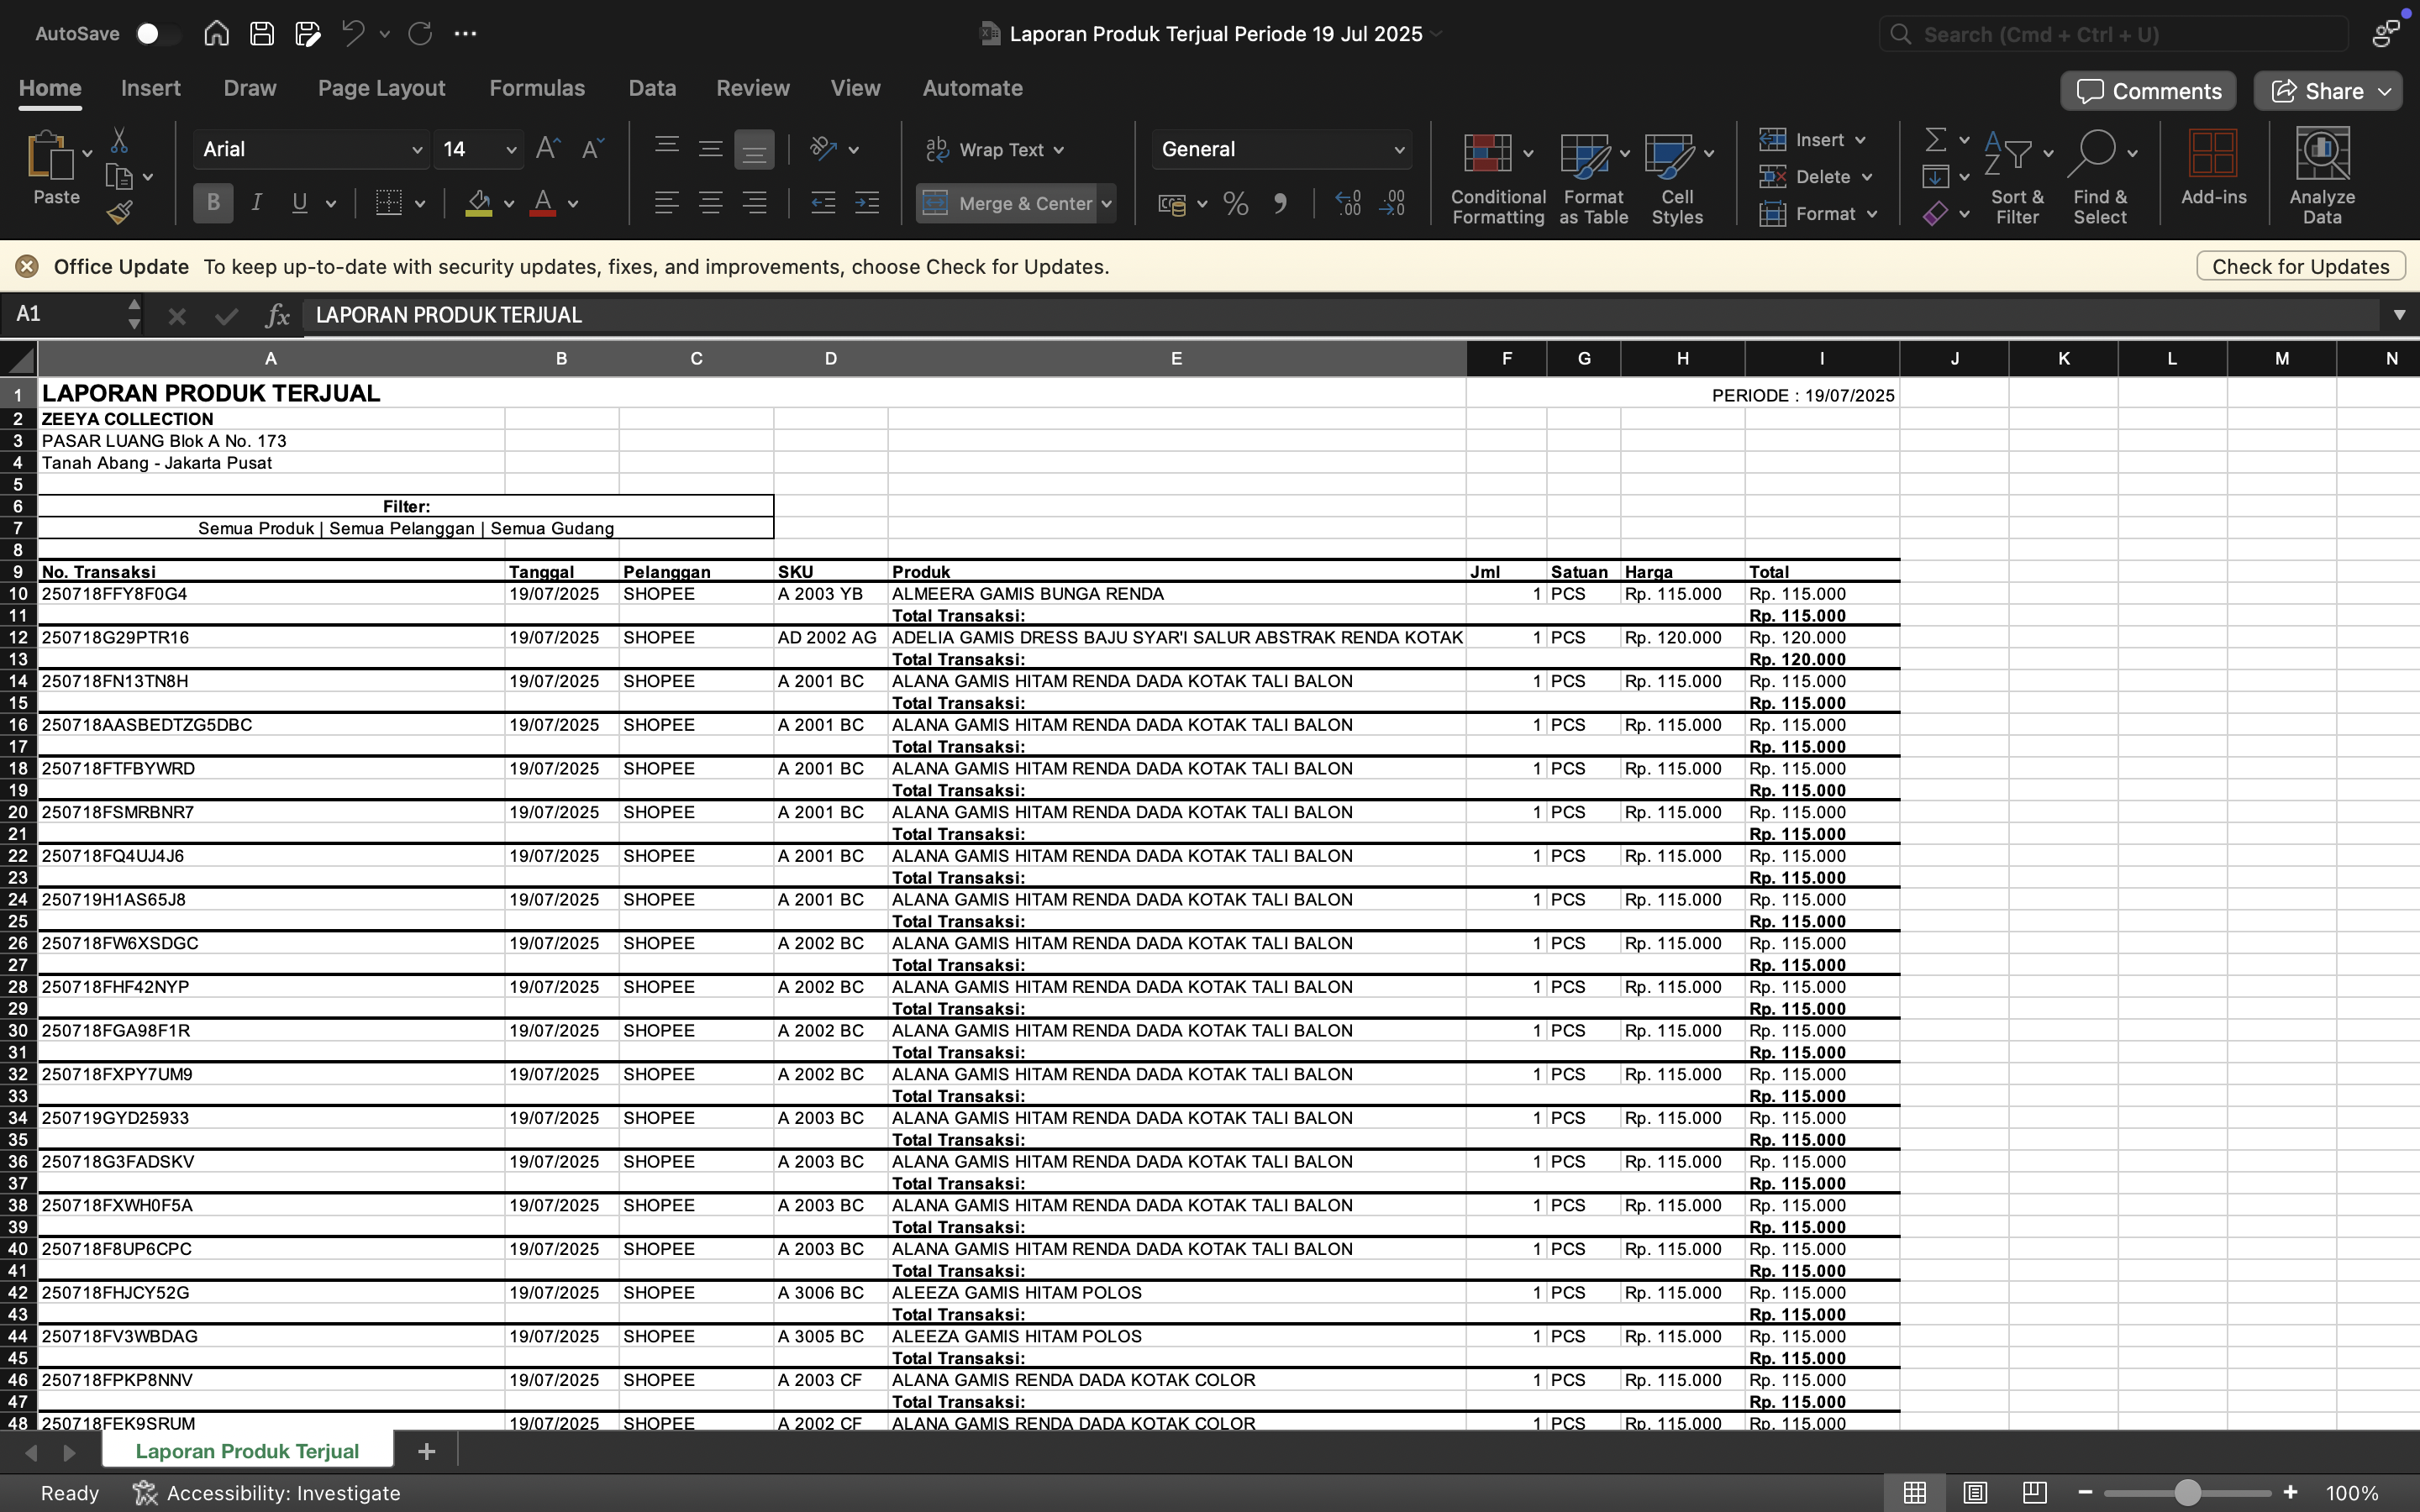 AutoSave
Laporan Produk Terjual Periode 19 Jul 2025
Search (Cmd + Ctrl + U)
Home Insert Draw Page Layout Formulas Data Review View Automate
Comments Share
Paste
Arial 14
Wrap Text
General
B I U
Merge & Center
Conditional Formatting
Format as Table
Cell Styles
Insert
Delete
Format
Sort & Filter
Find & Select
Add-ins
Analyze Data
Office Update To keep up-to-date with security updates, fixes, and improvements, choose Check for Updates.
Check for Updates
A1 fx LAPORAN PRODUK TERJUAL
A B C D E F G H I J K L M N
1 LAPORAN PRODUK TERJUAL PERIODE : 19/07/2025
2 ZEEYA COLLECTION
3 PASAR LUANG Blok A No. 173
4 Tanah Abang - Jakarta Pusat
5
6 Filter:
7 Semua Produk | Semua Pelanggan | Semua Gudang
8
9 No. Transaksi Tanggal Pelanggan SKU Produk Jml Satuan Harga Total
10 250718FFY8F0G4 19/07/2025 SHOPEE A 2003 YB ALMEERA GAMIS BUNGA RENDA 1 PCS Rp. 115.000 Rp. 115.000
11 Total Transaksi: Rp. 115.000
12 250718G29PTR16 19/07/2025 SHOPEE AD 2002 AG ADELIA GAMIS DRESS BAJU SYAR'I SALUR ABSTRAK RENDA KOTAK 1 PCS Rp. 120.000 Rp. 120.000
13 Total Transaksi: Rp. 120.000
14 250718FN13TN8H 19/07/2025 SHOPEE A 2001 BC ALANA GAMIS HITAM RENDA DADA KOTAK TALI BALON 1 PCS Rp. 115.000 Rp. 115.000
15 Total Transaksi: Rp. 115.000
16 250718AASBEDTZG5DBC 19/07/2025 SHOPEE A 2001 BC ALANA GAMIS HITAM RENDA DADA KOTAK TALI BALON 1 PCS Rp. 115.000 Rp. 115.000
17 Total Transaksi: Rp. 115.000
18 250718FTFBYWRD 19/07/2025 SHOPEE A 2001 BC ALANA GAMIS HITAM RENDA DADA KOTAK TALI BALON 1 PCS Rp. 115.000 Rp. 115.000
19 Total Transaksi: Rp. 115.000
20 250718FSMRBNR7 19/07/2025 SHOPEE A 2001 BC ALANA GAMIS HITAM RENDA DADA KOTAK TALI BALON 1 PCS Rp. 115.000 Rp. 115.000
21 Total Transaksi: Rp. 115.000
22 250718FQ4UJ4J6 19/07/2025 SHOPEE A 2001 BC ALANA GAMIS HITAM RENDA DADA KOTAK TALI BALON 1 PCS Rp. 115.000 Rp. 115.000
23 Total Transaksi: Rp. 115.000
24 250719H1AS65J8 19/07/2025 SHOPEE A 2001 BC ALANA GAMIS HITAM RENDA DADA KOTAK TALI BALON 1 PCS Rp. 115.000 Rp. 115.000
25 Total Transaksi: Rp. 115.000
26 250718FW6XSDGC 19/07/2025 SHOPEE A 2002 BC ALANA GAMIS HITAM RENDA DADA KOTAK TALI BALON 1 PCS Rp. 115.000 Rp. 115.000
27 Total Transaksi: Rp. 115.000
28 250718FHF42NYP 19/07/2025 SHOPEE A 2002 BC ALANA GAMIS HITAM RENDA DADA KOTAK TALI BALON 1 PCS Rp. 115.000 Rp. 115.000
29 Total Transaksi: Rp. 115.000
30 250718FGA98F1R 19/07/2025 SHOPEE A 2002 BC ALANA GAMIS HITAM RENDA DADA KOTAK TALI BALON 1 PCS Rp. 115.000 Rp. 115.000
31 Total Transaksi: Rp. 115.000
32 250718FXPY7UM9 19/07/2025 SHOPEE A 2002 BC ALANA GAMIS HITAM RENDA DADA KOTAK TALI BALON 1 PCS Rp. 115.000 Rp. 115.000
33 Total Transaksi: Rp. 115.000
34 250719GYD25933 19/07/2025 SHOPEE A 2003 BC ALANA GAMIS HITAM RENDA DADA KOTAK TALI BALON 1 PCS Rp. 115.000 Rp. 115.000
35 Total Transaksi: Rp. 115.000
36 250718G3FADSKV 19/07/2025 SHOPEE A 2003 BC ALANA GAMIS HITAM RENDA DADA KOTAK TALI BALON 1 PCS Rp. 115.000 Rp. 115.000
37 Total Transaksi: Rp. 115.000
38 250718FXWH0F5A 19/07/2025 SHOPEE A 2003 BC ALANA GAMIS HITAM RENDA DADA KOTAK TALI BALON 1 PCS Rp. 115.000 Rp. 115.000
39 Total Transaksi: Rp. 115.000
40 250718F8UP6CPC 19/07/2025 SHOPEE A 2003 BC ALANA GAMIS HITAM RENDA DADA KOTAK TALI BALON 1 PCS Rp. 115.000 Rp. 115.000
41 Total Transaksi: Rp. 115.000
42 250718FHJCY52G 19/07/2025 SHOPEE A 3006 BC ALEEZA GAMIS HITAM POLOS 1 PCS Rp. 115.000 Rp. 115.000
43 Total Transaksi: Rp. 115.000
44 250718FV3WBDAG 19/07/2025 SHOPEE A 3005 BC ALEEZA GAMIS HITAM POLOS 1 PCS Rp. 115.000 Rp. 115.000
45 Total Transaksi: Rp. 115.000
46 250718FPKP8NNV 19/07/2025 SHOPEE A 2003 CF ALANA GAMIS RENDA DADA KOTAK COLOR 1 PCS Rp. 115.000 Rp. 115.000
47 Total Transaksi: Rp. 115.000
48 250718FEK9SRUM 19/07/2025 SHOPEE A 2002 CF ALANA GAMIS RENDA DADA KOTAK COLOR 1 PCS Rp. 115.000 Rp. 115.000
Laporan Produk Terjual
Ready Accessibility: Investigate 100%